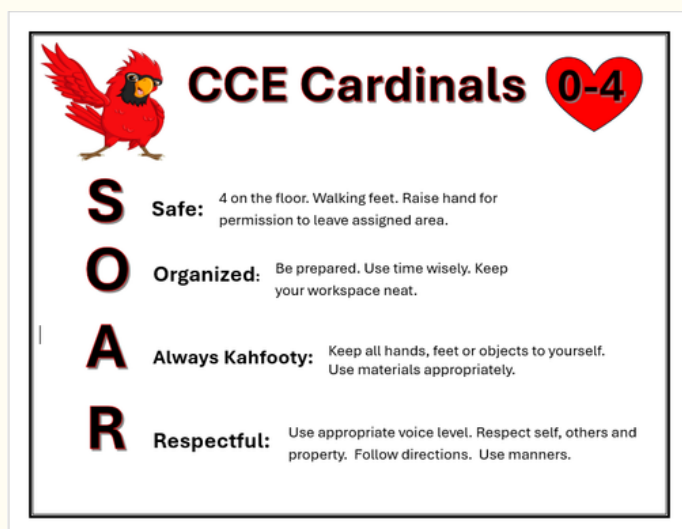 CCE Cardinals 0-4
S Safe: 4 on the floor. Walking feet. Raise hand for
permission to leave assigned area.
O Organized: Be prepared. Use time wisely. Keep
your workspace neat.
A Always Kahfooty: Keep all hands, feet or objects to yourself.
Use materials appropriately.
R Respectful: Use appropriate voice level. Respect self, others and
property. Follow directions. Use manners.